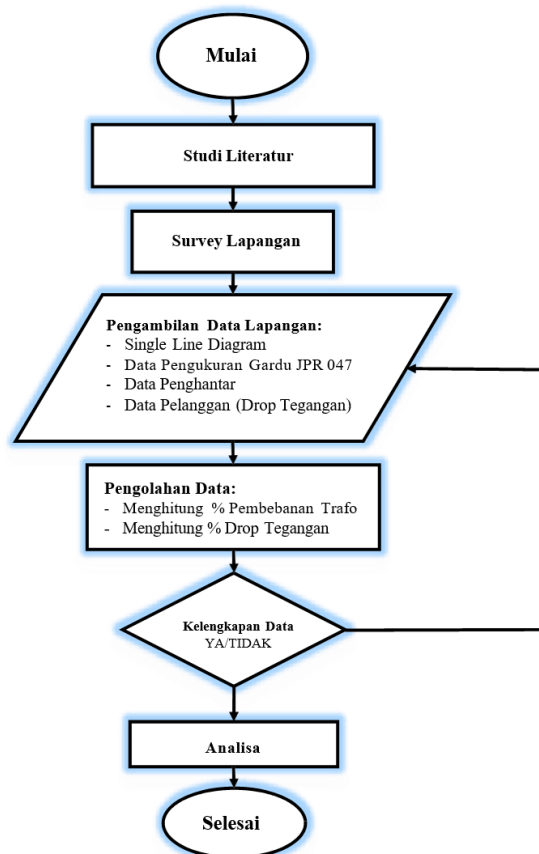 Mulai
Studi Literatur
Survey Lapangan
Pengambilan Data Lapangan:
- Single Line Diagram
- Data Pengukuran Gardu JPR 047
- Data Penghantar
- Data Pelanggan (Drop Tegangan)
Pengolahan Data:
- Menghitung % Pembebanan Trafo
- Menghitung % Drop Tegangan
Kelengkapan Data
YA/TIDAK
Analisa
Selesai